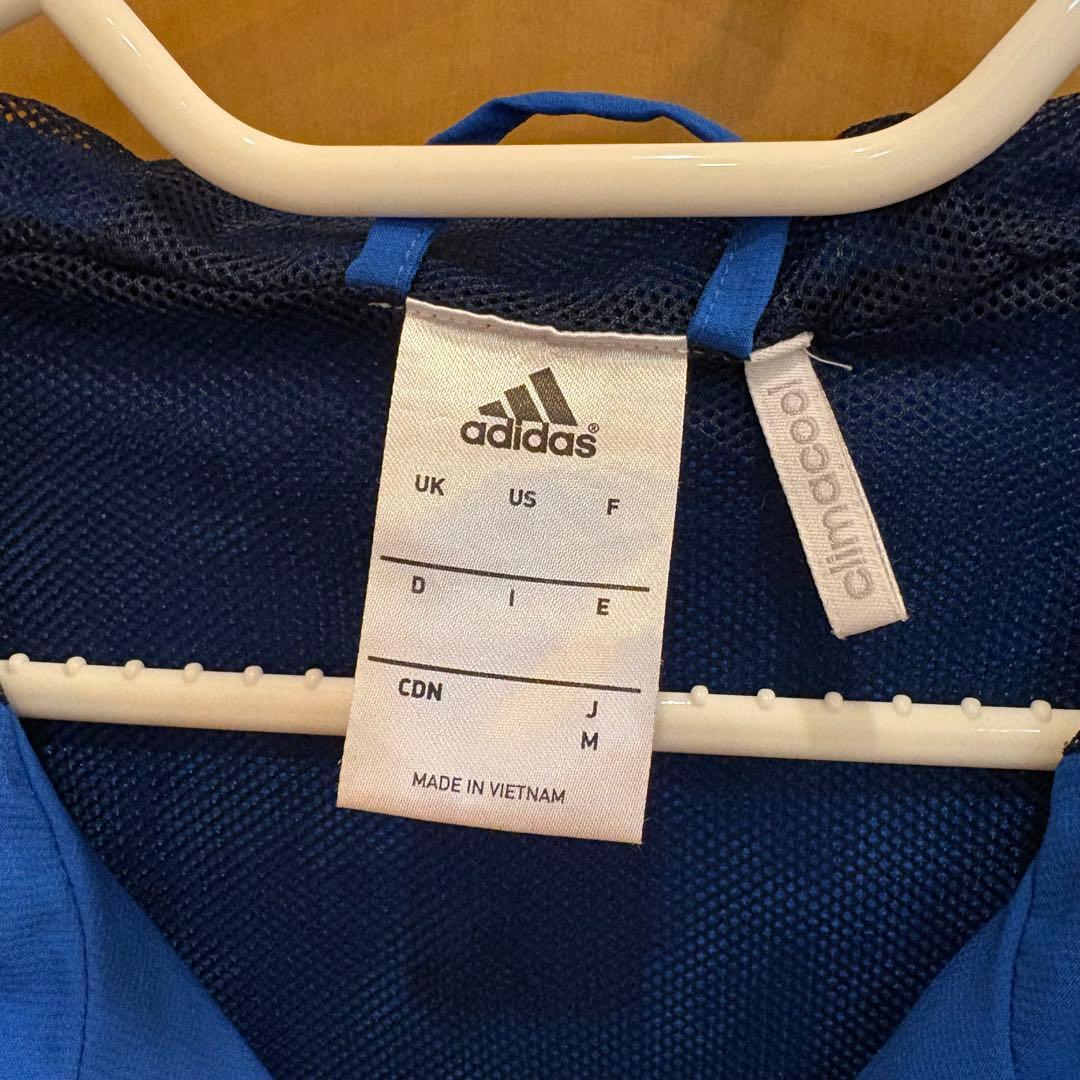 adidas®
UK US F
D I E
CDN J
M
MADE IN VIETNAM
climacool